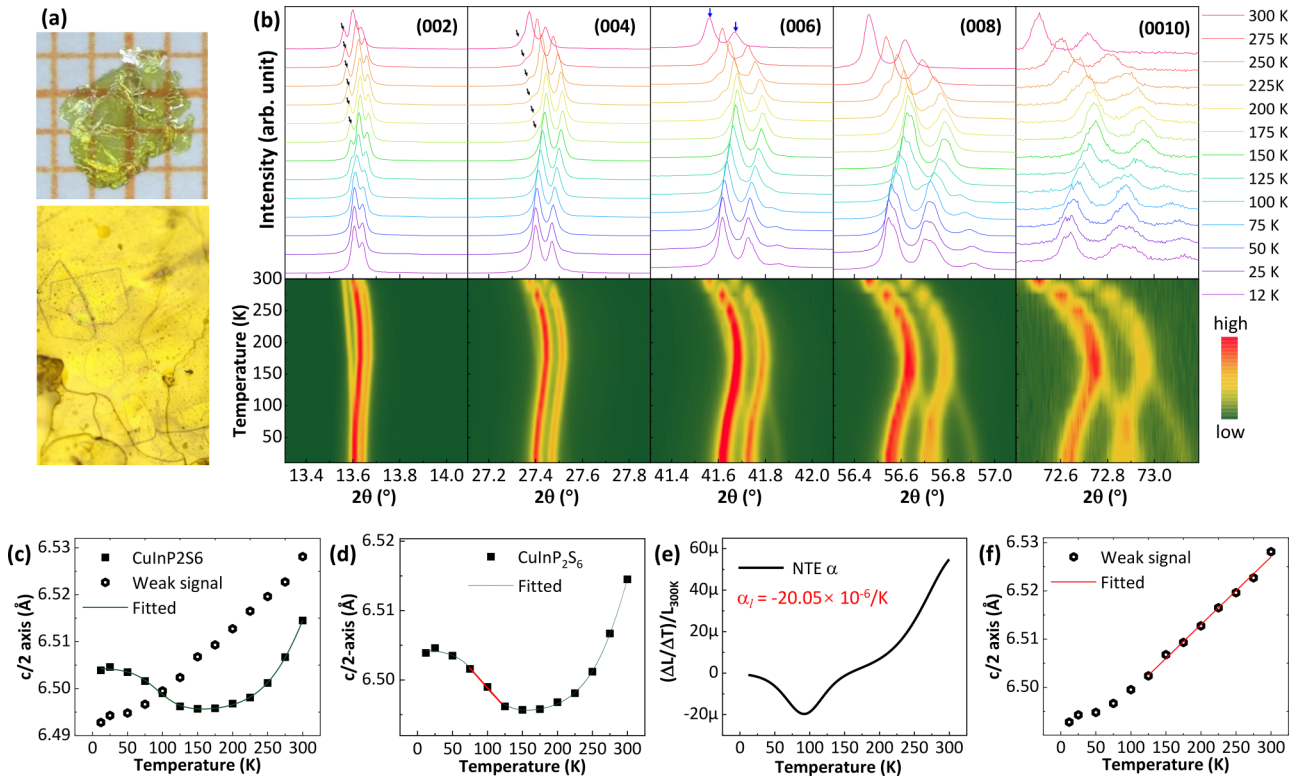 (a)
(b)
(002)
(004)
(006)
(008)
(0010)
Intensity (arb. unit)
300 K
275 K
250 K
225K
200 K
175 K
150 K
125 K
100 K
75 K
50 K
25 K
12 K
Temperature (K)
300
250
200
150
100
50
high
low
13.4 13.6 13.8 14.0
27.2 27.4 27.6 27.8
41.4 41.6 41.8 42.0
56.4 56.6 56.8 57.0
72.6 72.8 73.0
2θ (°)
2θ (°)
2θ (°)
2θ (°)
2θ (°)
(c)
c/2 axis (Å)
6.53
6.52
6.51
6.50
6.49
CuInP2S6
Weak signal
Fitted
0 50 100 150 200 250 300
Temperature (K)
(d)
c/2-axis (Å)
6.52
6.51
6.50
CuInP₂S₆
Fitted
0 50 100 150 200 250 300
Temperature (K)
(e)
(ΔL/ΔT)/L300K
60µ
40µ
20µ
0
-20µ
NTE α
αl = -20.05× 10⁻⁶/K
0 50 100 150 200 250 300
Temperature (K)
(f)
c/2 axis (Å)
6.53
6.52
6.51
6.50
Weak signal
Fitted
0 50 100 150 200 250 300
Temperature (K)